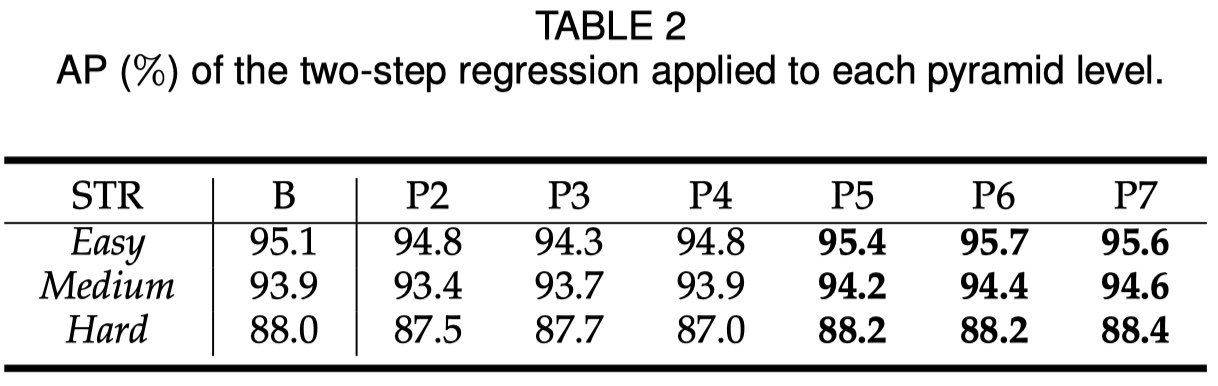 TABLE 2
AP (%) of the two-step regression applied to each pyramid level.
STR B P2 P3 P4 P5 P6 P7
Easy 95.1 94.8 94.3 94.8 95.4 95.7 95.6
Medium 93.9 93.4 93.7 93.9 94.2 94.4 94.6
Hard 88.0 87.5 87.7 87.0 88.2 88.2 88.4